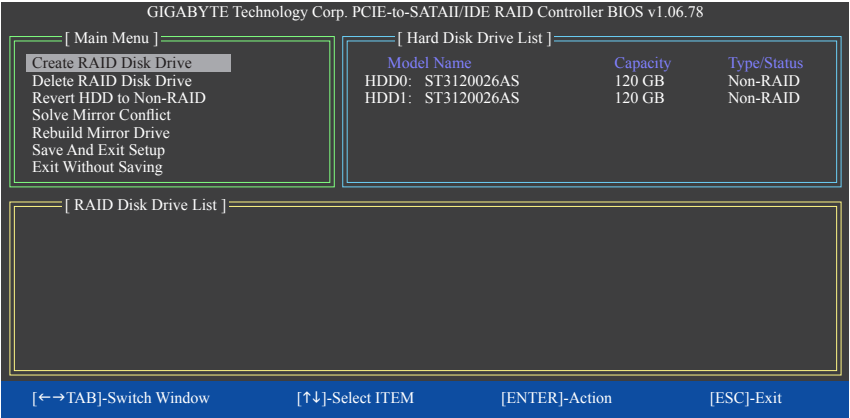 GIGABYTE Technology Corp. PCIE-to-SATAII/IDE RAID Controller BIOS v1.06.78
[ Main Menu ]
Create RAID Disk Drive
Delete RAID Disk Drive
Revert HDD to Non-RAID
Solve Mirror Conflict
Rebuild Mirror Drive
Save And Exit Setup
Exit Without Saving
[ Hard Disk Drive List ]
Model Name Capacity Type/Status
HDD0: ST3120026AS 120 GB Non-RAID
HDD1: ST3120026AS 120 GB Non-RAID
[ RAID Disk Drive List ]
[←→TAB]-Switch Window [↑↓]-Select ITEM [ENTER]-Action [ESC]-Exit